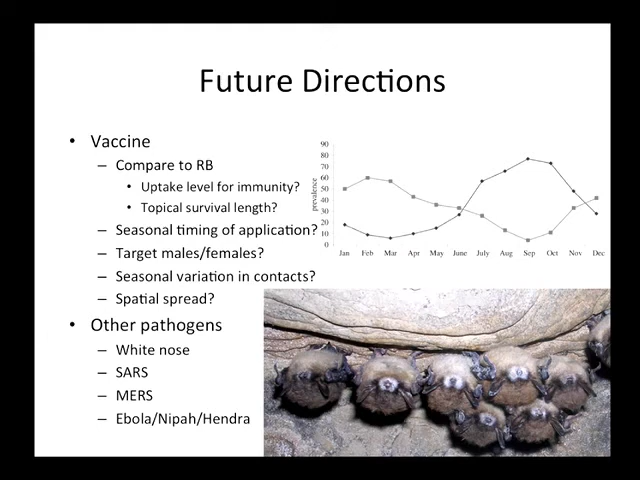 Future Directions
• Vaccine
– Compare to RB
• Uptake level for immunity?
• Topical survival length?
– Seasonal timing of application?
– Target males/females?
– Seasonal variation in contacts?
– Spatial spread?
• Other pathogens
– White nose
– SARS
– MERS
– Ebola/Nipah/Hendra
prevalence
90
80
70
60
50
40
30
20
10
0
Jan Feb Mar Apr May June July Aug Sep Oct Nov Dec